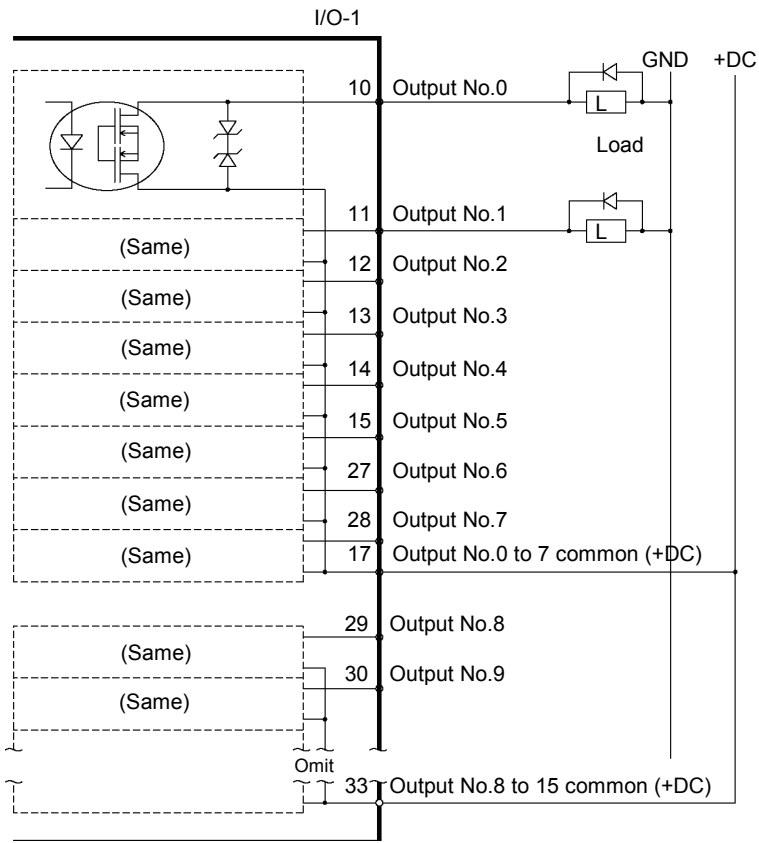 I/O-1
GND +DC
10 Output No.0
L
Load
11 Output No.1
L
(Same)
12 Output No.2
(Same)
13 Output No.3
(Same)
14 Output No.4
(Same)
15 Output No.5
(Same)
27 Output No.6
(Same)
28 Output No.7
(Same)
17 Output No.0 to 7 common (+DC)
29 Output No.8
(Same)
30 Output No.9
(Same)
Omit
33 Output No.8 to 15 common (+DC)